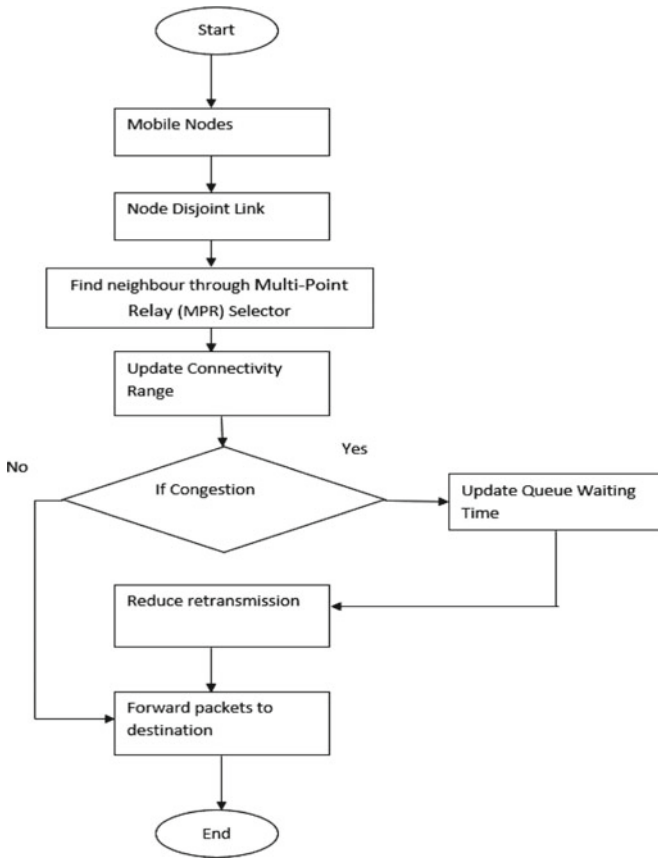 Start
Mobile Nodes
Node Disjoint Link
Find neighbour through Multi-Point
Relay (MPR) Selector
Update Connectivity
Range
No
Yes
If Congestion
Update Queue Waiting
Time
Reduce retransmission
Forward packets to
destination
End